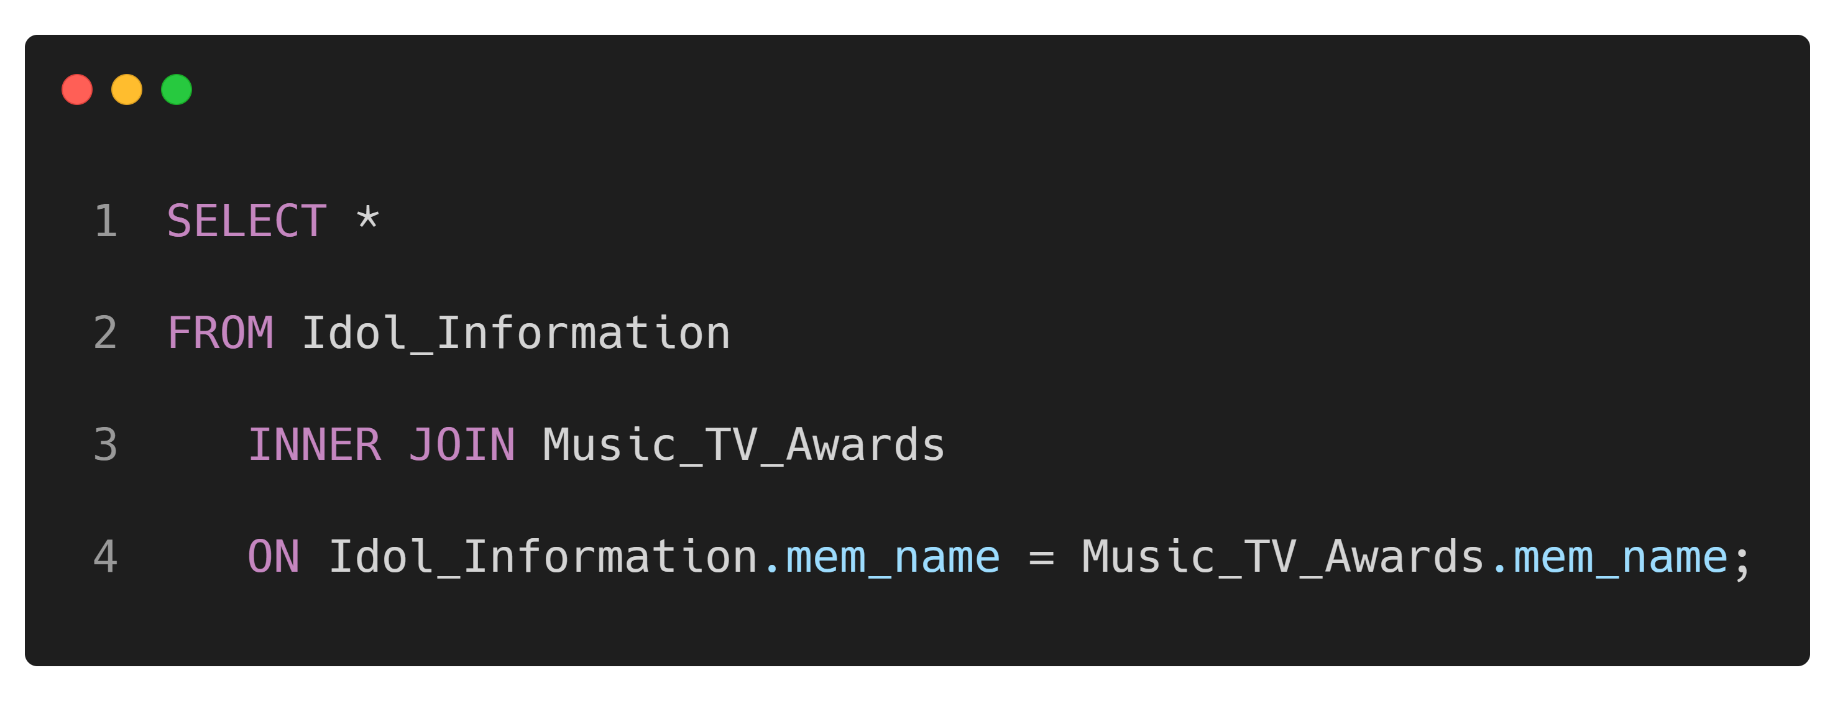 1 SELECT *
2 FROM Idol_Information
3    INNER JOIN Music_TV_Awards
4    ON Idol_Information.mem_name = Music_TV_Awards.mem_name;